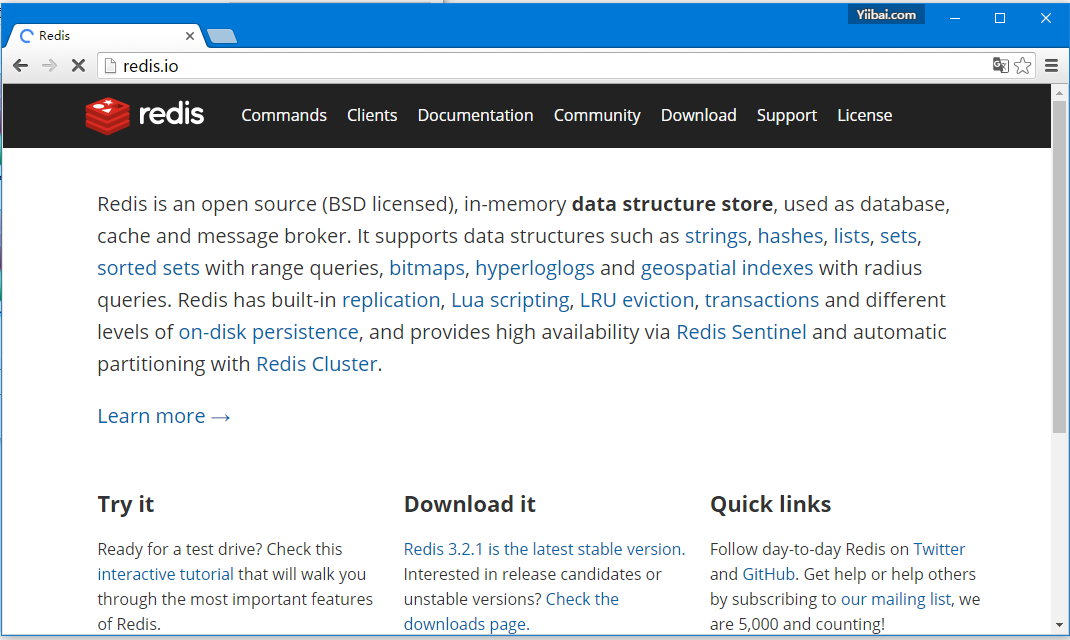 Yiibai.com
Redis
redis.io
redis Commands Clients Documentation Community Download Support License
Redis is an open source (BSD licensed), in-memory data structure store, used as database,
cache and message broker. It supports data structures such as strings, hashes, lists, sets,
sorted sets with range queries, bitmaps, hyperloglogs and geospatial indexes with radius
queries. Redis has built-in replication, Lua scripting, LRU eviction, transactions and different
levels of on-disk persistence, and provides high availability via Redis Sentinel and automatic
partitioning with Redis Cluster.
Learn more →
Try it
Ready for a test drive? Check this
interactive tutorial that will walk you
through the most important features
of Redis.
Download it
Redis 3.2.1 is the latest stable version.
Interested in release candidates or
unstable versions? Check the
downloads page.
Quick links
Follow day-to-day Redis on Twitter
and GitHub. Get help or help others
by subscribing to our mailing list, we
are 5,000 and counting!